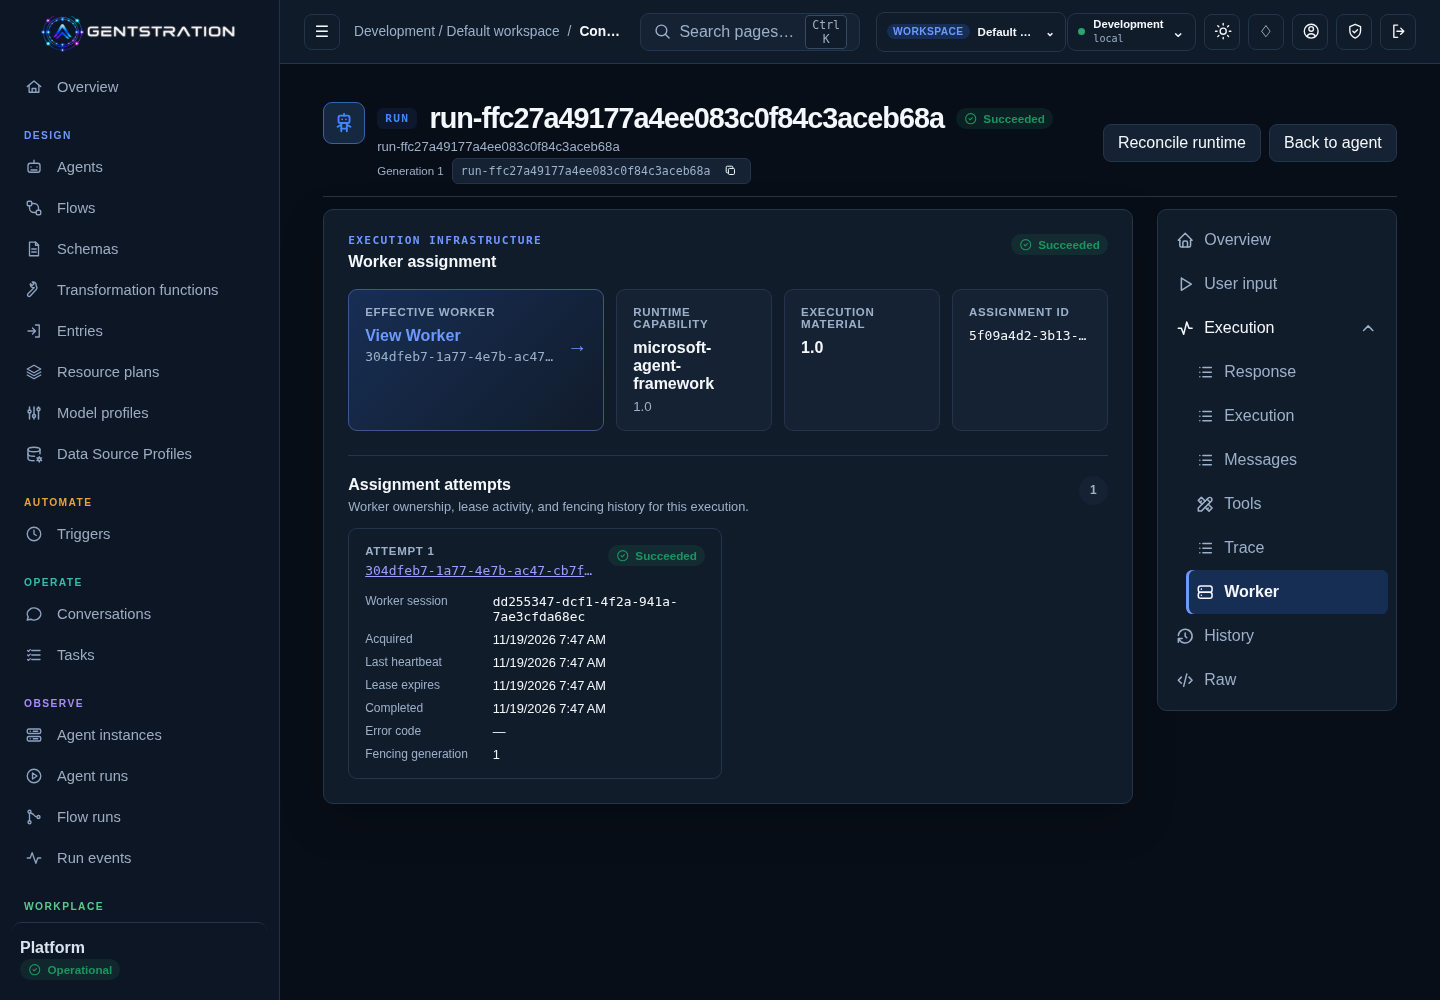 GENTSTRATION
Overview
DESIGN
Agents
Flows
Schemas
Transformation functions
Entries
Resource plans
Model profiles
Data Source Profiles
AUTOMATE
Triggers
OPERATE
Conversations
Tasks
OBSERVE
Agent instances
Agent runs
Flow runs
Run events
WORKPLACE
Platform
Operational
Development / Default workspace / Con…
Search pages… Ctrl K
WORKSPACE Default …
Development
local
RUN run-ffc27a49177a4ee083c0f84c3aceb68a Succeeded
run-ffc27a49177a4ee083c0f84c3aceb68a
Generation 1 run-ffc27a49177a4ee083c0f84c3aceb68a
Reconcile runtime
Back to agent
EXECUTION INFRASTRUCTURE
Worker assignment
Succeeded
EFFECTIVE WORKER
View Worker
304dfeb7-1a77-4e7b-ac47…
→
RUNTIME
CAPABILITY
microsoft-
agent-
framework
1.0
EXECUTION
MATERIAL
1.0
ASSIGNMENT ID
5f09a4d2-3b13-…
Assignment attempts
Worker ownership, lease activity, and fencing history for this execution.
1
ATTEMPT 1
304dfeb7-1a77-4e7b-ac47-cb7f…
Succeeded
Worker session dd255347-dcf1-4f2a-941a-
7ae3cfda68ec
Acquired 11/19/2026 7:47 AM
Last heartbeat 11/19/2026 7:47 AM
Lease expires 11/19/2026 7:47 AM
Completed 11/19/2026 7:47 AM
Error code —
Fencing generation 1
Overview
User input
Execution
Response
Execution
Messages
Tools
Trace
Worker
History
Raw